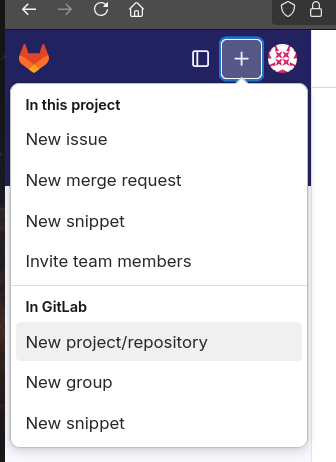 In this project
New issue
New merge request
New snippet
Invite team members
In GitLab
New project/repository
New group
New snippet